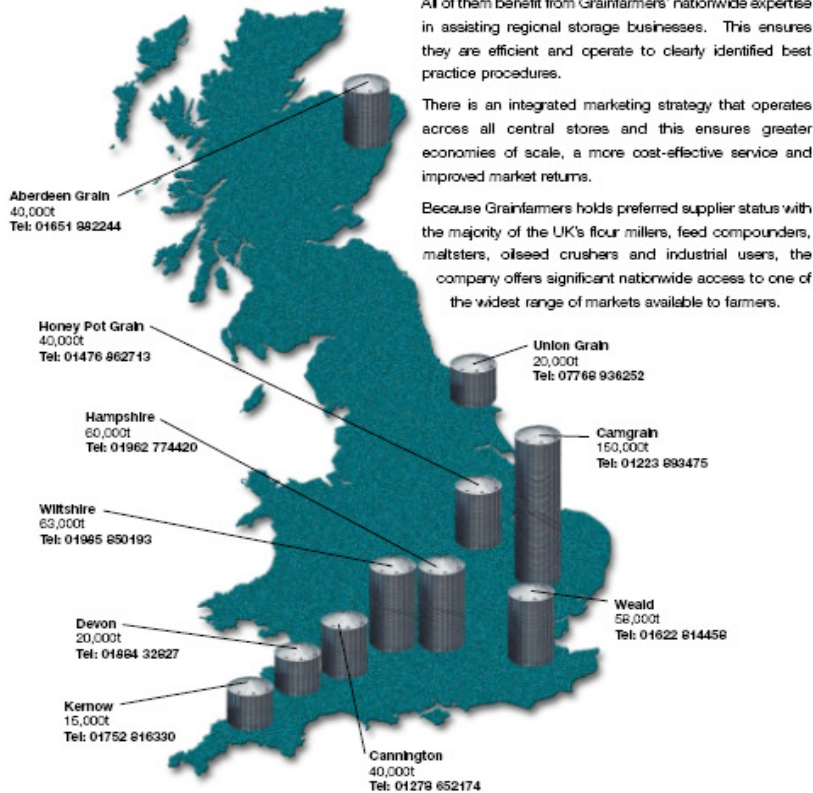 All of them benefit from Grainfarmers' nationwide expertise
in assisting regional storage businesses. This ensures
they are efficient and operate to clearly identified best
practice procedures.
There is an integrated marketing strategy that operates
across all central stores and this ensures greater
economies of scale, a more cost-effective service and
improved market returns.
Because Grainfarmers holds preferred supplier status with
the majority of the UK's flour millers, feed compounders,
maltsters, oilseed crushers and industrial users, the
company offers significant nationwide access to one of
the widest range of markets available to farmers.
Aberdeen Grain
40,000t
Tel: 01651 882244
Honey Pot Grain
40,000t
Tel: 01476 862713
Union Grain
20,000t
Tel: 07768 936252
Hampshire
60,000t
Tel: 01962 774420
Camgrain
150,000t
Tel: 01223 893475
Wiltshire
63,000t
Tel: 01985 850193
Weald
58,000t
Tel: 01622 814458
Devon
20,000t
Tel: 01884 32827
Kernow
15,000t
Tel: 01752 816330
Cannington
40,000t
Tel: 01278 652174